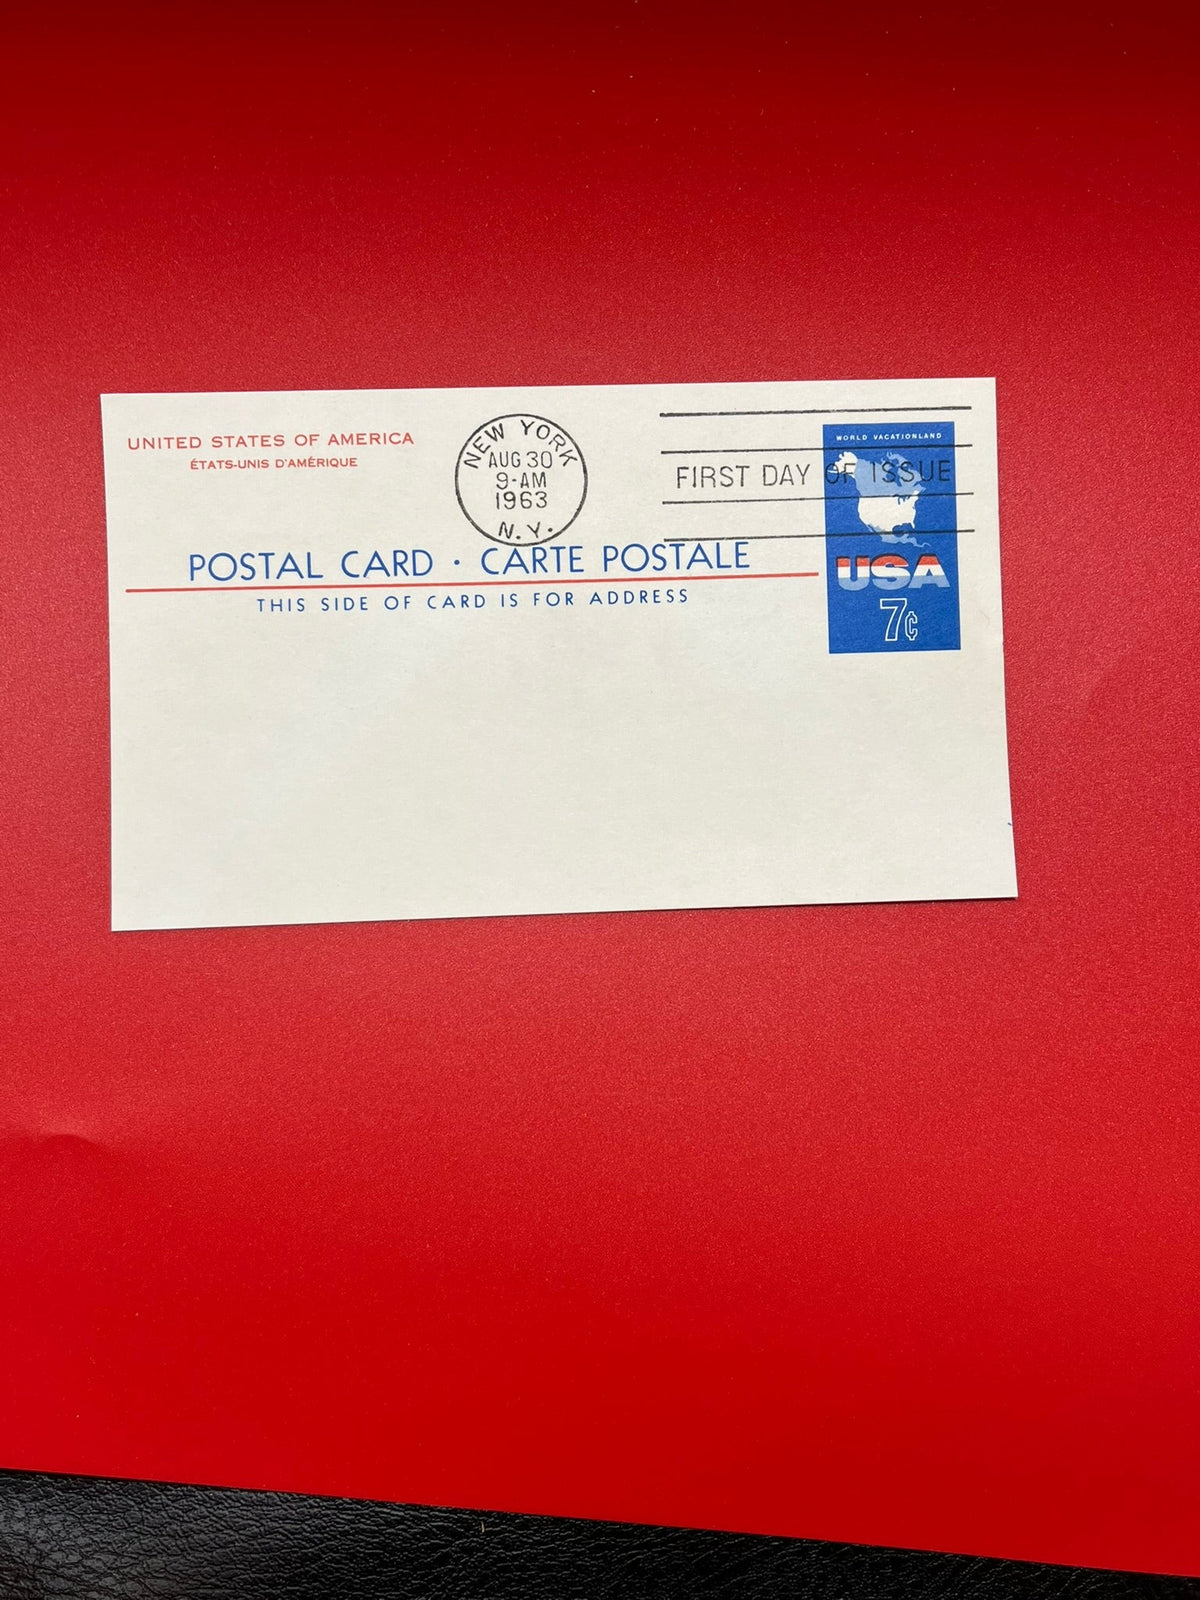 UNITED STATES OF AMERICA
ÉTATS-UNIS D'AMÉRIQUE
NEW YORK
AUG 30
9-AM
1963
N.Y.
FIRST DAY OF ISSUE
WORLD VACATIONLAND
USA
7¢
POSTAL CARD · CARTE POSTALE
THIS SIDE OF CARD IS FOR ADDRESS